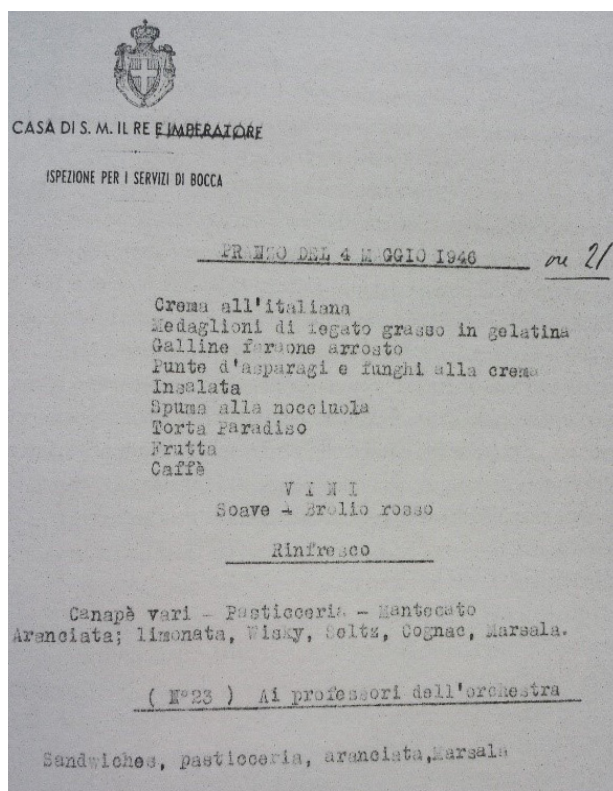 CASA DI S. M. IL RE E IMPERATORE
ISPEZIONE PER I SERVIZI DI BOCCA
PRANZO DEL 4 MAGGIO 1946 ore 21
Crema all'italiana
Medaglioni di fegato grasso in gelatina
Galline faraone arrosto
Punte d'asparagi e funghi alla crema
Insalata
Spuma alla nocciuola
Torta Paradiso
Frutta
Caffè
V I N I
Soave - Brolio rosso
Rinfresco
Canapè vari - Pasticceria - Mantecato
Aranciata; limonata, Wisky, Seltz, Cognac, Marsala.
( N°23 ) Ai professori dell'orchestra
Sandwiches, pasticceria, aranciata,Marsala